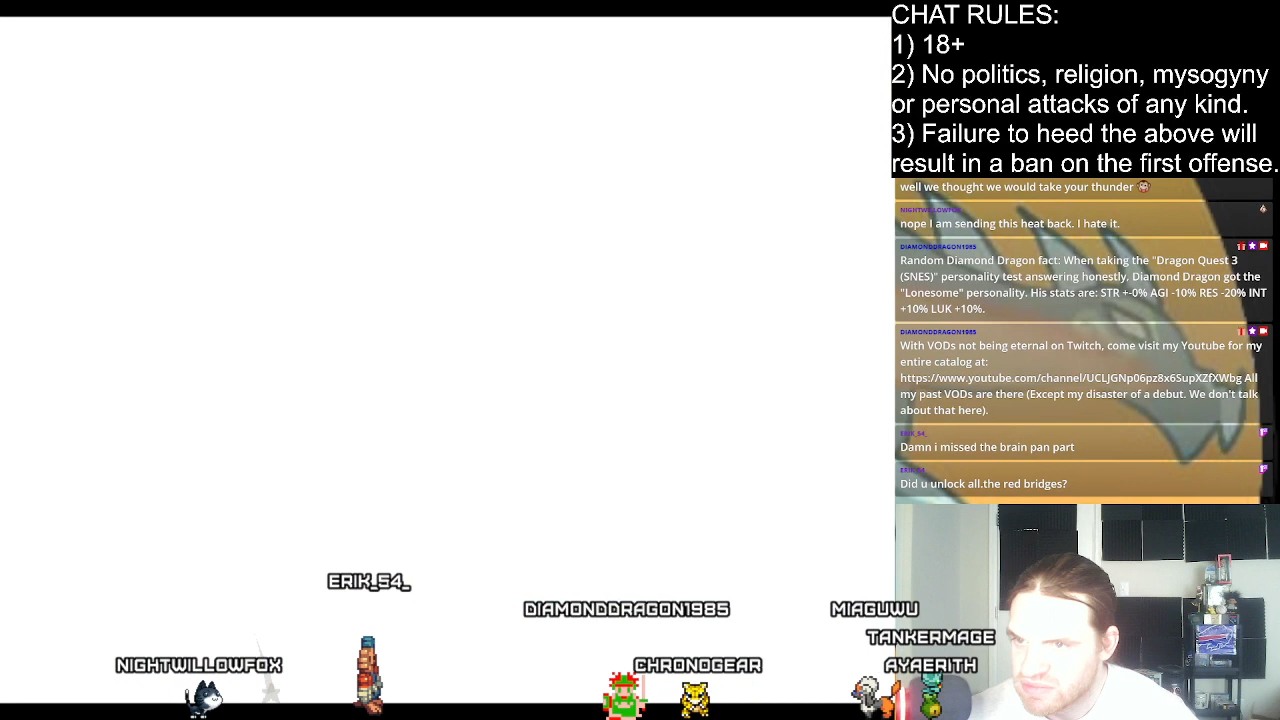 CHAT RULES:
1) 18+
2) No politics, religion, mysogyny
or personal attacks of any kind.
3) Failure to heed the above will
result in a ban on the first offense.
well we thought we would take your thunder
NIGHTWILLOWFOX
nope I am sending this heat back. I hate it.
DIAMONDDRAGON1985
Random Diamond Dragon fact: When taking the "Dragon Quest 3
(SNES)" personality test answering honestly, Diamond Dragon got the
"Lonesome" personality. His stats are: STR +-0% AGI -10% RES -20% INT
+10% LUK +10%.
DIAMONDDRAGON1985
With VODs not being eternal on Twitch, come visit my Youtube for my
entire catalog at:
https://www.youtube.com/channel/UCLJGNp06pz8x6SupXZfXWbg All
my past VODs are there (Except my disaster of a debut. We don't talk
about that here).
ERIK_54_
Damn i missed the brain pan part
ERIK_54_
Did u unlock all.the red bridges?
ERIK_54_
DIAMONDDRAGON1985
MIAGUWU
TANKERMAGE
NIGHTWILLOWFOX
CHRONOGEAR
AYAERITH